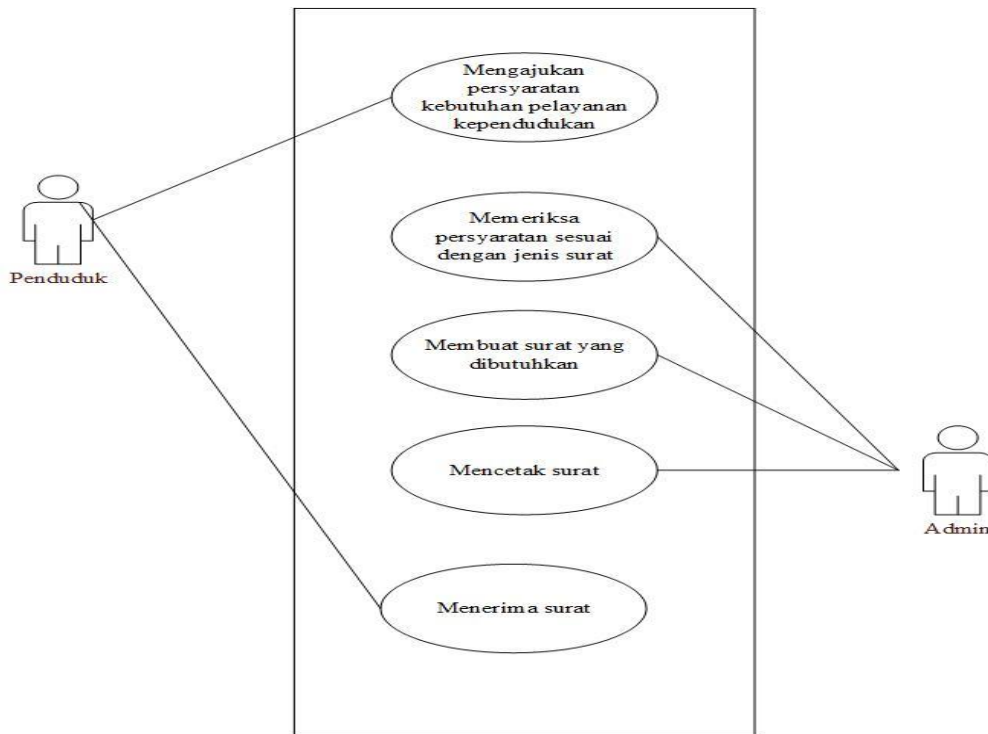 Mengajukan
persyaratan
kebutuhan pelayanan
kependudukan
Penduduk
Memeriksa
persyaratan sesuai
dengan jenis surat
Membuat surat yang
dibutuhkan
Mencetak surat
Admin
Menerima surat